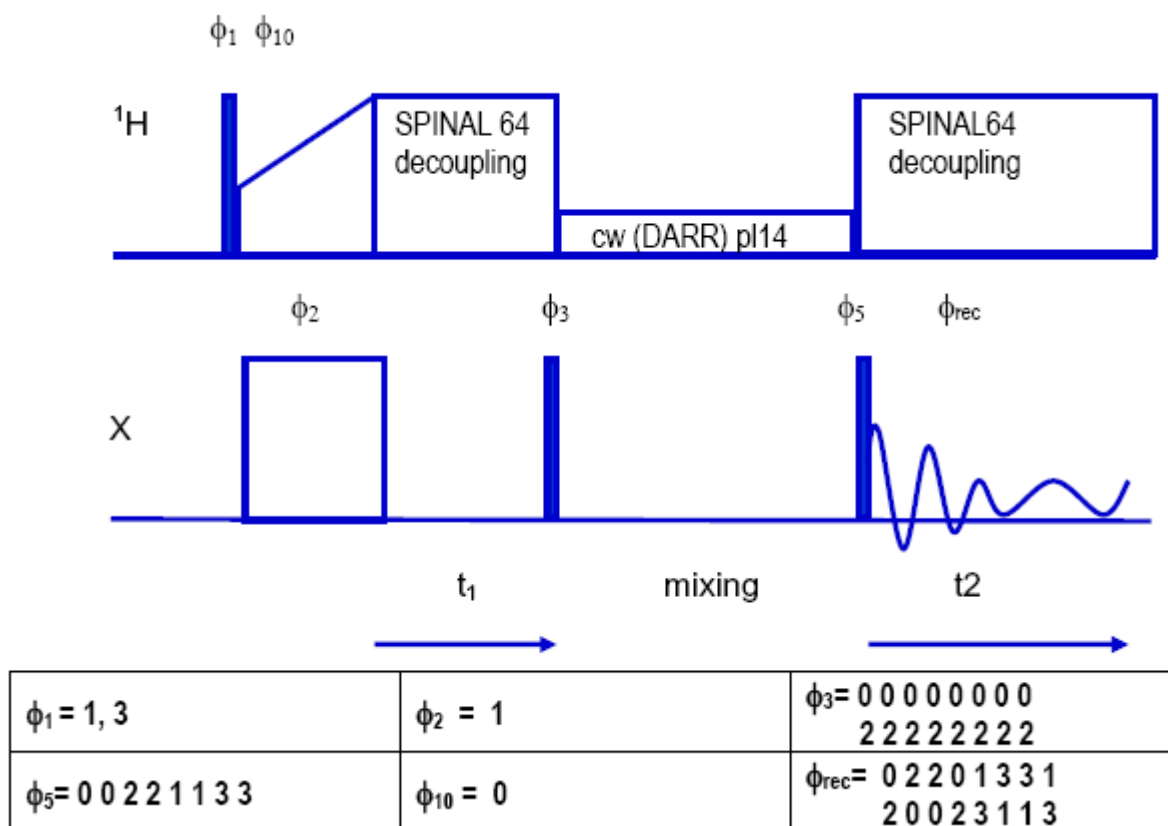 ϕ1 ϕ10
1H
SPINAL 64
decoupling
SPINAL64
decoupling
cw (DARR) pl14
ϕ2
ϕ3
ϕ5
ϕrec
X
t1
mixing
t2
ϕ1 = 1, 3
ϕ2 = 1
ϕ3= 0 0 0 0 0 0 0 0
2 2 2 2 2 2 2 2
ϕ5= 0 0 2 2 1 1 3 3
ϕ10 = 0
ϕrec= 0 2 2 0 1 3 3 1
2 0 0 2 3 1 1 3